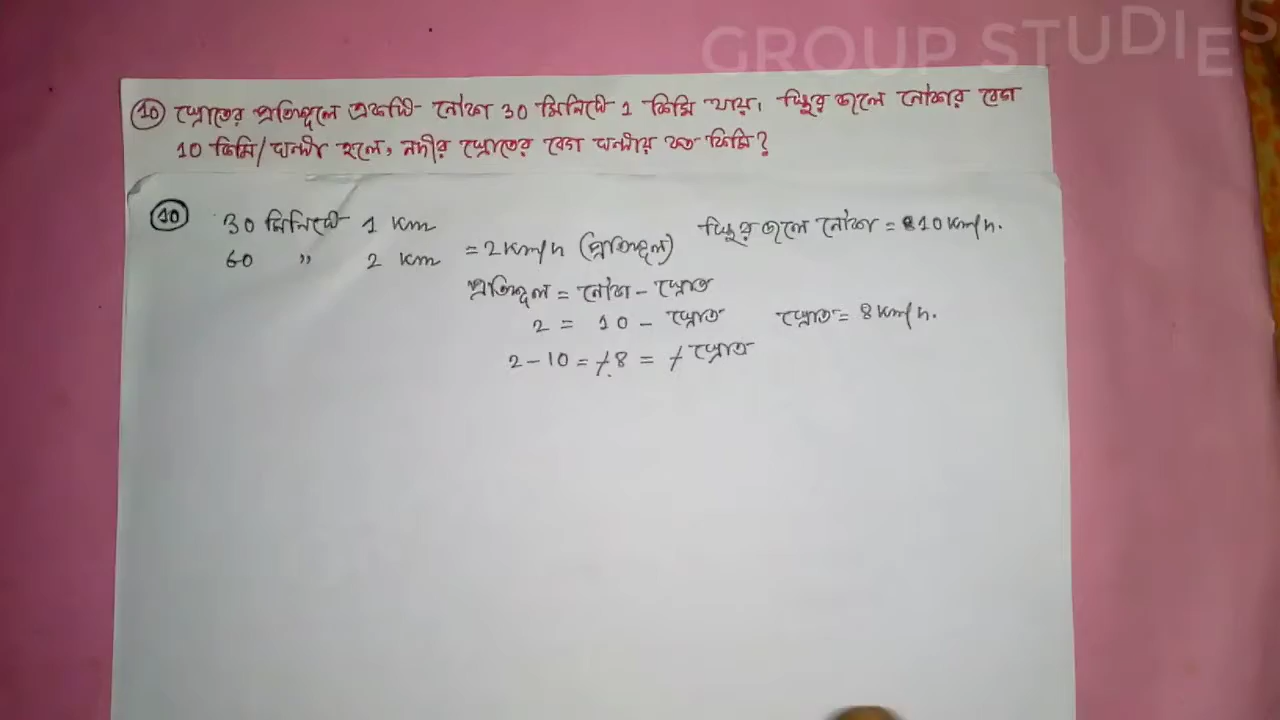 GROUP STUDIES
10 স্রোতের প্রতিকূলে একটি নৌকা 30 মিনিটে 1 কিমি যায়। স্থির জলে নৌকার বেগ
10 কিমি/ঘন্টা হলে, নদীর স্রোতের বেগ ঘন্টায় কত কিমি?
10 30 মিনিটে 1 km
স্থির জলে নৌকা = 10 km/h.
60 " 2 km = 2 km/h (প্রতিকূল)
প্রতিকূল = নৌকা - স্রোত
2 = 10 - স্রোত
স্রোত = 8 km/h.
2 - 10 = -8 = - স্রোত